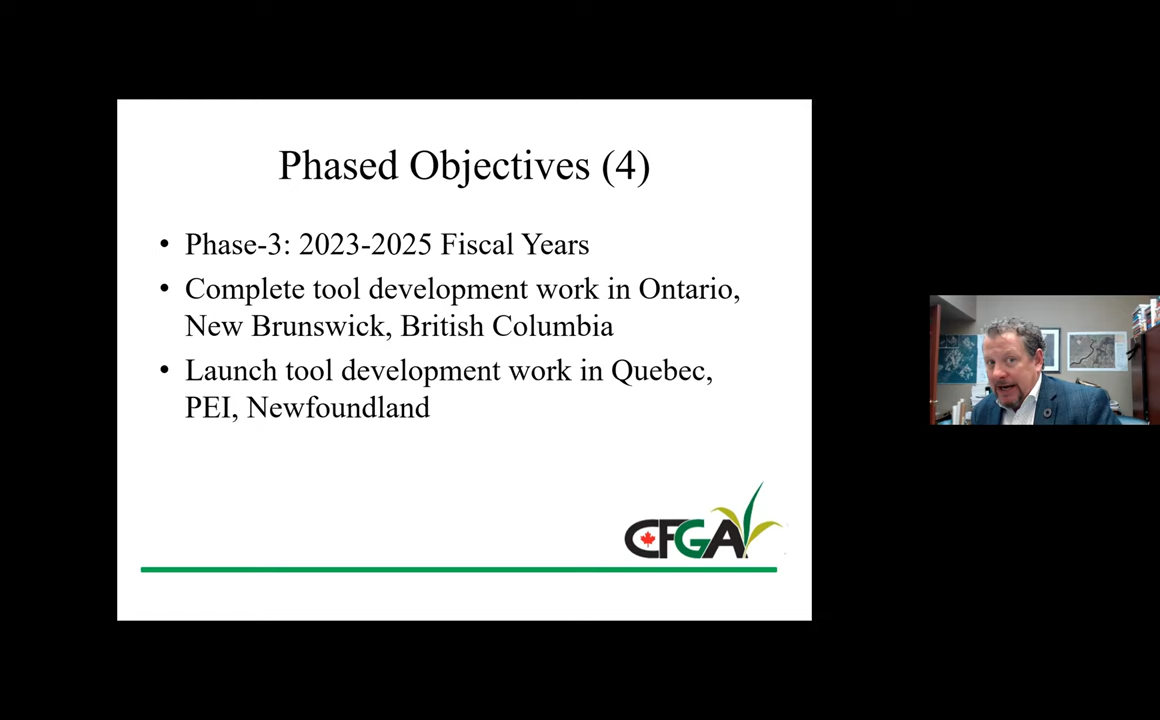 Phased Objectives (4)
• Phase-3: 2023-2025 Fiscal Years
• Complete tool development work in Ontario,
New Brunswick, British Columbia
• Launch tool development work in Quebec,
PEI, Newfoundland
CFGA